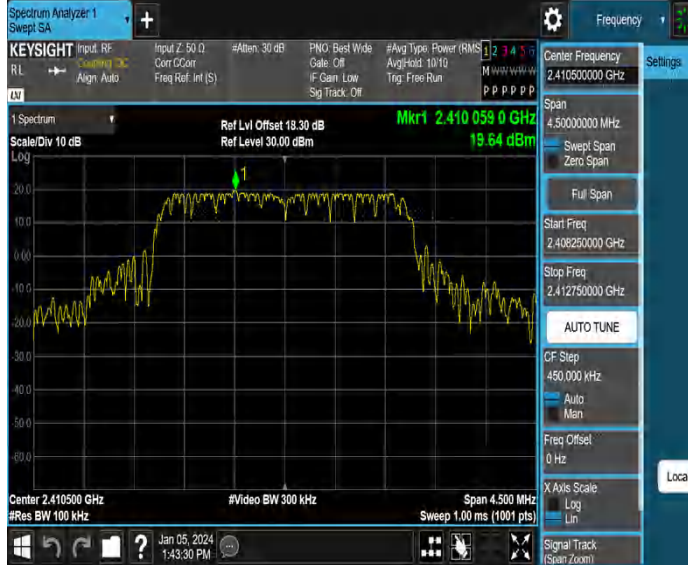 Spectrum Analyzer 1
Swept SA
+
Frequency
KEYSIGHT
Input: RF
Coupling: DC
Align: Auto
Input Z: 50 Ω
Corr CCorr
Freq Ref: Int (S)
#Atten: 30 dB
PNO: Best Wide
Gate: Off
IF Gain: Low
Sig Track: Off
#Avg Type: Power (RMS
Avg|Hold: 10/10
Trig: Free Run
1 2 3 4 5 6
M W W W W W
P P P P P P
RL
LXI
1 Spectrum
Scale/Div 10 dB
Log
Ref Lvl Offset 18.30 dB
Ref Level 30.00 dBm
Mkr1 2.410 059 0 GHz
19.64 dBm
1
20.0
10.0
0.00
-10.0
-20.0
-30.0
-40.0
-50.0
-60.0
Center 2.410500 GHz
#Res BW 100 kHz
#Video BW 300 kHz
Span 4.500 MHz
Sweep 1.00 ms (1001 pts)
?
Jan 05, 2024
1:43:30 PM
Center Frequency
2.410500000 GHz
Span
4.50000000 MHz
Swept Span
Zero Span
Full Span
Start Freq
2.408250000 GHz
Stop Freq
2.412750000 GHz
AUTO TUNE
CF Step
450.000 kHz
Auto
Man
Freq Offset
0 Hz
X Axis Scale
Log
Lin
Signal Track
(Span Zoom)
Settings
Loca